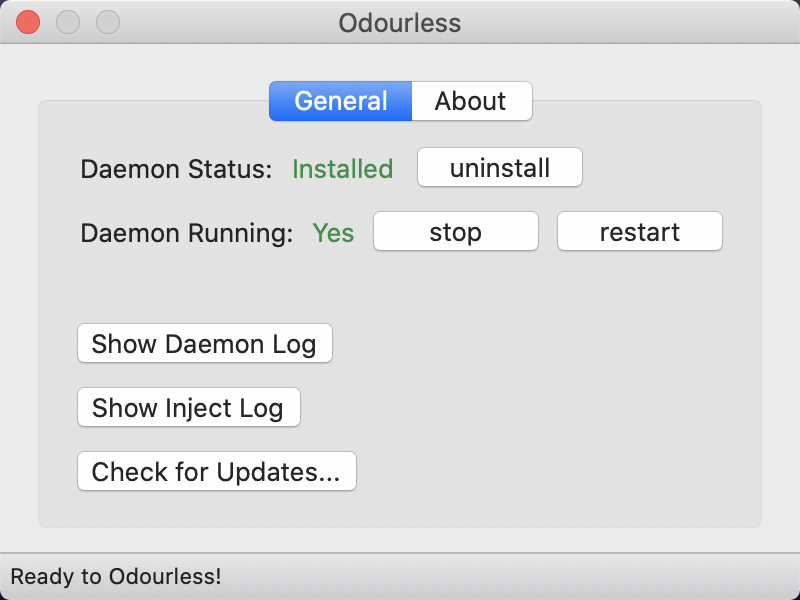 Odourless
General About
Daemon Status: Installed uninstall
Daemon Running: Yes stop restart
Show Daemon Log
Show Inject Log
Check for Updates...
Ready to Odourless!